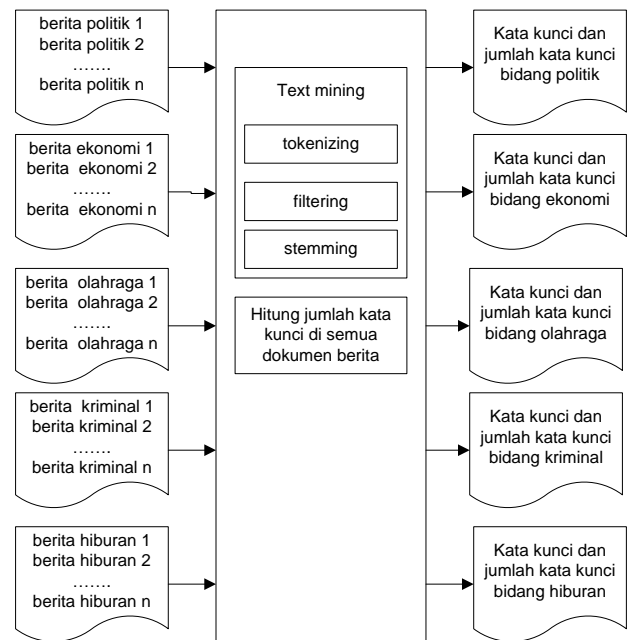 berita politik 1
berita politik 2
…….
berita politik n
berita ekonomi 1
berita ekonomi 2
…….
berita ekonomi n
berita olahraga 1
berita olahraga 2
…….
berita olahraga n
berita kriminal 1
berita kriminal 2
…….
berita kriminal n
berita hiburan 1
berita hiburan 2
…….
berita hiburan n
Text mining
tokenizing
filtering
stemming
Hitung jumlah kata
kunci di semua
dokumen berita
Kata kunci dan
jumlah kata kunci
bidang politik
Kata kunci dan
jumlah kata kunci
bidang ekonomi
Kata kunci dan
jumlah kata kunci
bidang olahraga
Kata kunci dan
jumlah kata kunci
bidang kriminal
Kata kunci dan
jumlah kata kunci
bidang hiburan